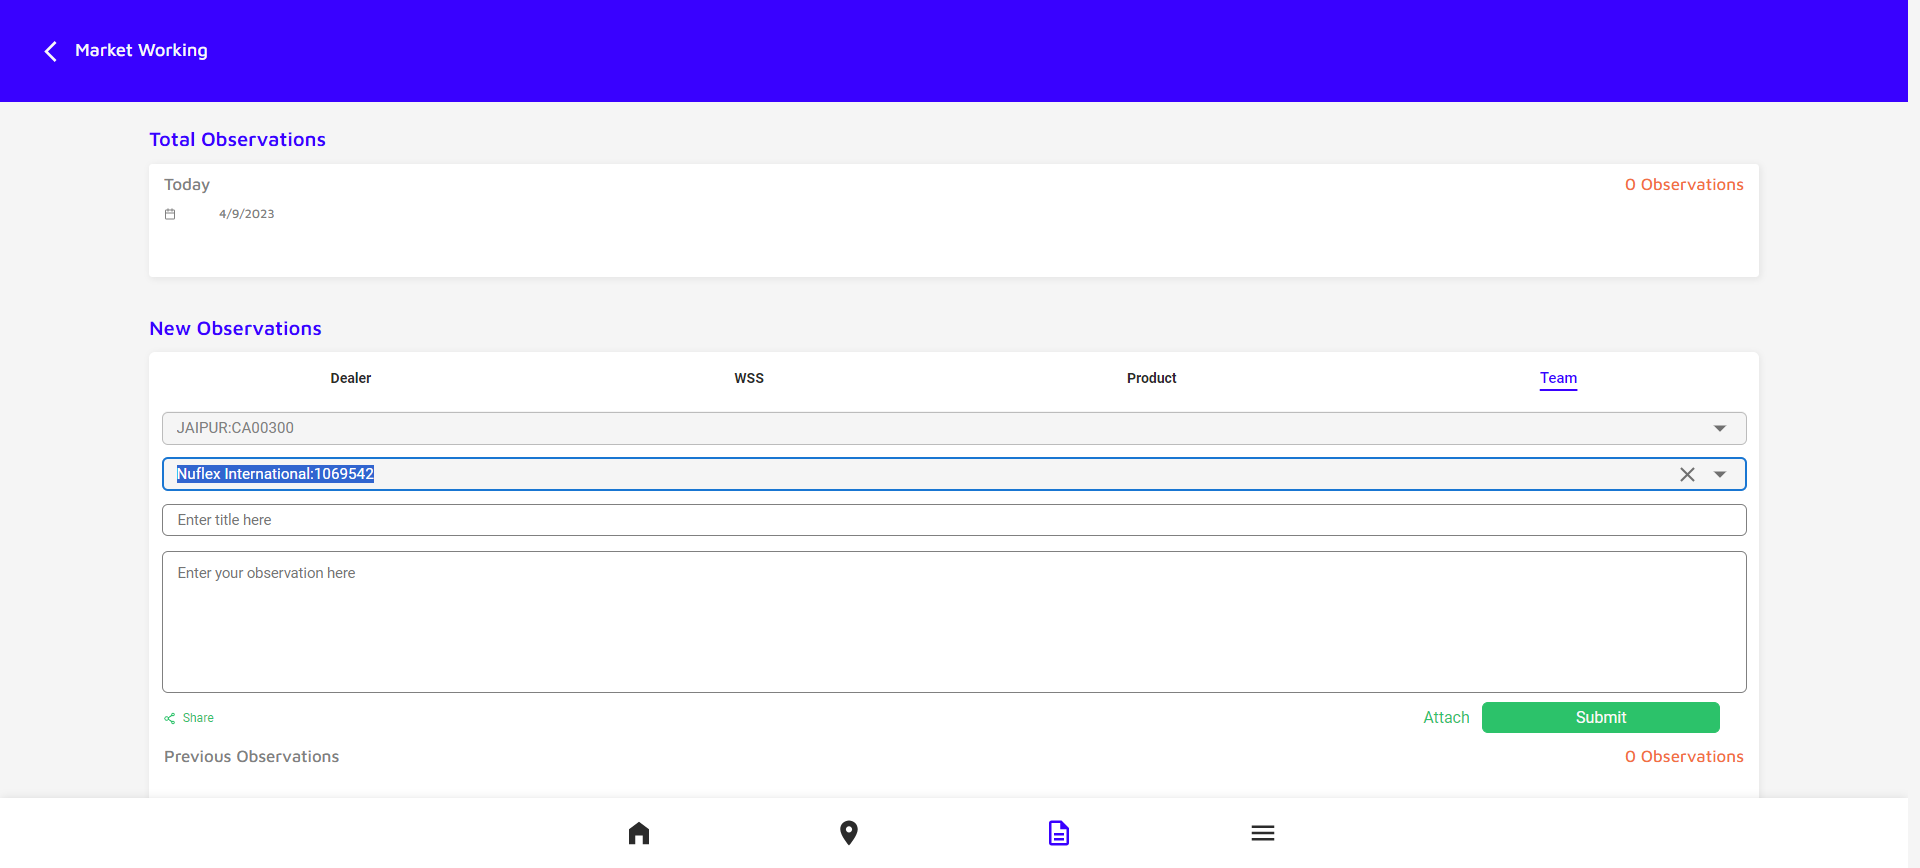 Market Working
Total Observations
Today
0 Observations
4/9/2023
New Observations
Dealer
WSS
Product
Team
JAIPUR:CA00300
Nuflex International:1069542
Enter title here
Enter your observation here
Share
Attach
Submit
Previous Observations
0 Observations